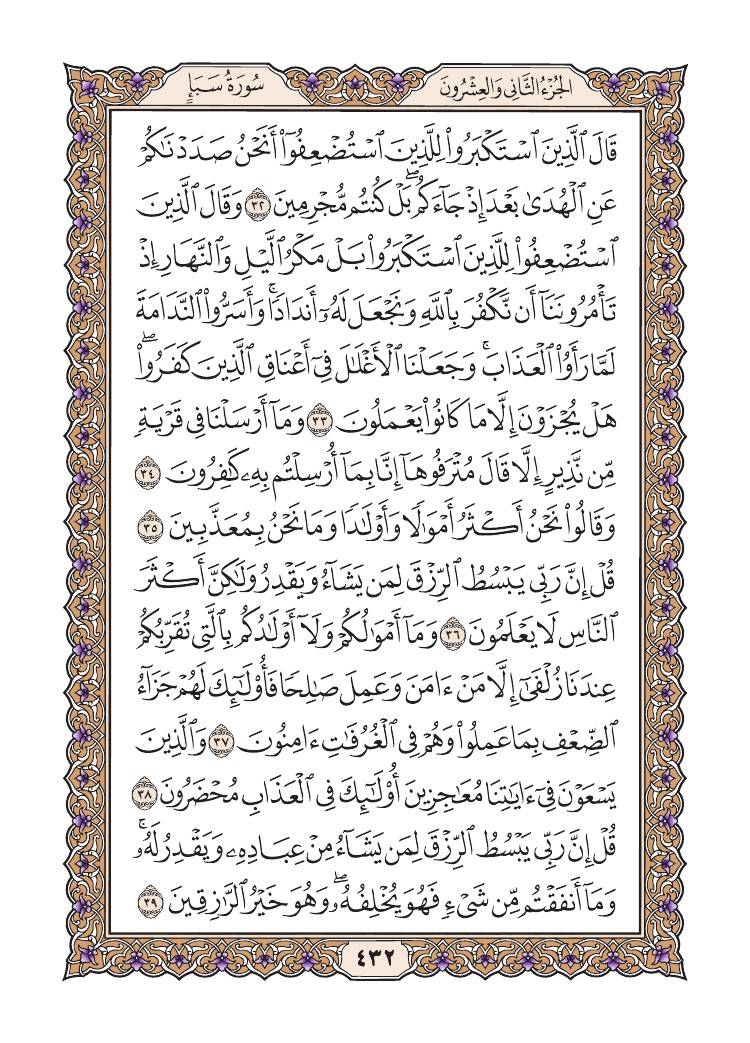 الجُزْءُ الثَّانِي وَالعِشْرُونَ
سُورَةُ سَبَإٍ
قَالَ ٱلَّذِينَ ٱسْتَكْبَرُوا۟ لِلَّذِينَ ٱسْتُضْعِفُوٓا۟ أَنَحْنُ صَدَدْنَٰكُمْ
عَنِ ٱلْهُدَىٰ بَعْدَ إِذْ جَآءَكُم ۖ بَلْ كُنتُم مُّجْرِمِينَ ٣٢ وَقَالَ ٱلَّذِينَ
ٱسْتُضْعِفُوا۟ لِلَّذِينَ ٱسْتَكْبَرُوا۟ بَلْ مَكْرُ ٱلَّيْلِ وَٱلنَّهَارِ إِذْ
تَأْمُرُونَنَآ أَن نَّكْفُرَ بِٱللَّهِ وَنَجْعَلَ لَهُۥٓ أَندَادًا ۚ وَأَسَرُّوا۟ ٱلنَّدَامَةَ
لَمَّا رَأَوُا۟ ٱلْعَذَابَ ۚ وَجَعَلْنَا ٱلْأَغْلَٰلَ فِىٓ أَعْنَاقِ ٱلَّذِينَ كَفَرُوا۟ ۖ
هَلْ يُجْزَوْنَ إِلَّا مَا كَانُوا۟ يَعْمَلُونَ ٣٣ وَمَآ أَرْسَلْنَا فِى قَرْيَةٍ
مِّن نَّذِيرٍ إِلَّا قَالَ مُتْرَفُوهَآ إِنَّا بِمَآ أُرْسِلْتُم بِهِۦ كَٰفِرُونَ ٣٤
وَقَالُوا۟ نَحْنُ أَكْثَرُ أَمْوَٰلًا وَأَوْلَٰدًا وَمَا نَحْنُ بِمُعَذَّبِينَ ٣٥
قُلْ إِنَّ رَبِّى يَبْسُطُ ٱلرِّزْقَ لِمَن يَشَآءُ وَيَقْدِرُ وَلَٰكِنَّ أَكْثَرَ
ٱلنَّاسِ لَا يَعْلَمُونَ ٣٦ وَمَآ أَمْوَٰلُكُمْ وَلَآ أَوْلَٰدُكُم بِٱلَّتِى تُقَرِّبُكُمْ
عِندَنَا زُلْفَىٰٓ إِلَّا مَنْ ءَامَنَ وَعَمِلَ صَٰلِحًا فَأُو۟لَٰٓئِكَ لَهُمْ جَزَآءُ
ٱلضِّعْفِ بِمَا عَمِلُوا۟ وَهُمْ فِى ٱلْغُرُفَٰتِ ءَامِنُونَ ٣٧ وَٱلَّذِينَ
يَسْعَوْنَ فِىٓ ءَايَٰتِنَا مُعَٰجِزِينَ أُو۟لَٰٓئِكَ فِى ٱلْعَذَابِ مُحْضَرُونَ ٣٨
قُلْ إِنَّ رَبِّى يَبْسُطُ ٱلرِّزْقَ لِمَن يَشَآءُ مِنْ عِبَادِهِۦ وَيَقْدِرُ لَهُۥ ۚ
وَمَآ أَنفَقْتُم مِّن شَىْءٍ فَهُوَ يُخْلِفُهُۥ ۖ وَهُوَ خَيْرُ ٱلرَّٰزِقِينَ ٣٩
٤٣٢